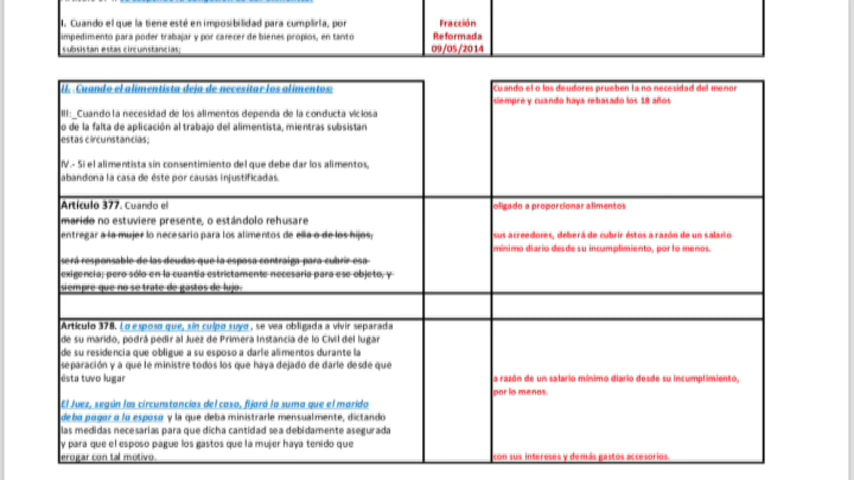 I. Cuando el que la tiene esté en imposibilidad para cumplirla, por
impedimento para poder trabajar y por carecer de bienes propios, en tanto
subsistan estas circunstancias;
Fracción
Reformada
09/05/2014
II. Cuando el alimentista deja de necesitar los alimentos;
III:_Cuando la necesidad de los alimentos dependa de la conducta viciosa
o de la falta de aplicación al trabajo del alimentista, mientras subsistan
estas circunstancias;
IV.- Si el alimentista sin consentimiento del que debe dar los alimentos,
abandona la casa de éste por causas injustificadas.
Cuando el o los deudores prueben la no necesidad del menor
siempre y cuando haya rebasado los 18 años
Artículo 377. Cuando el
marido no estuviere presente, o estándolo rehusare
entregar a la mujer lo necesario para los alimentos de ella o de los hijos,
será responsable de las deudas que la esposa contraiga para cubrir esa
exigencia; pero sólo en la cuantía estrictamente necesaria para ese objeto, y
siempre que no se trate de gastos de lujo.
oligado a proporcionar alimentos
sus acreedores, deberá de cubrir éstos a razón de un salario
mínimo diario desde su incumplimiento, por lo menos.
Artículo 378. La esposa que, sin culpa suya, se vea obligada a vivir separada
de su marido, podrá pedir al Juez de Primera Instancia de lo Civil del lugar
de su residencia que obligue a su esposo a darle alimentos durante la
separación y a que le ministre todos los que haya dejado de darle desde que
ésta tuvo lugar
El Juez, según las circunstancias del caso, fijará la suma que el marido
deba pagar a la esposa y la que deba ministrarle mensualmente, dictando
las medidas necesarias para que dicha cantidad sea debidamente asegurada
y para que el esposo pague los gastos que la mujer haya tenido que
erogar con tal motivo.
a razón de un salario mínimo diario desde su incumplimiento,
por lo menos.
con sus intereses y demás gastos accesorios.